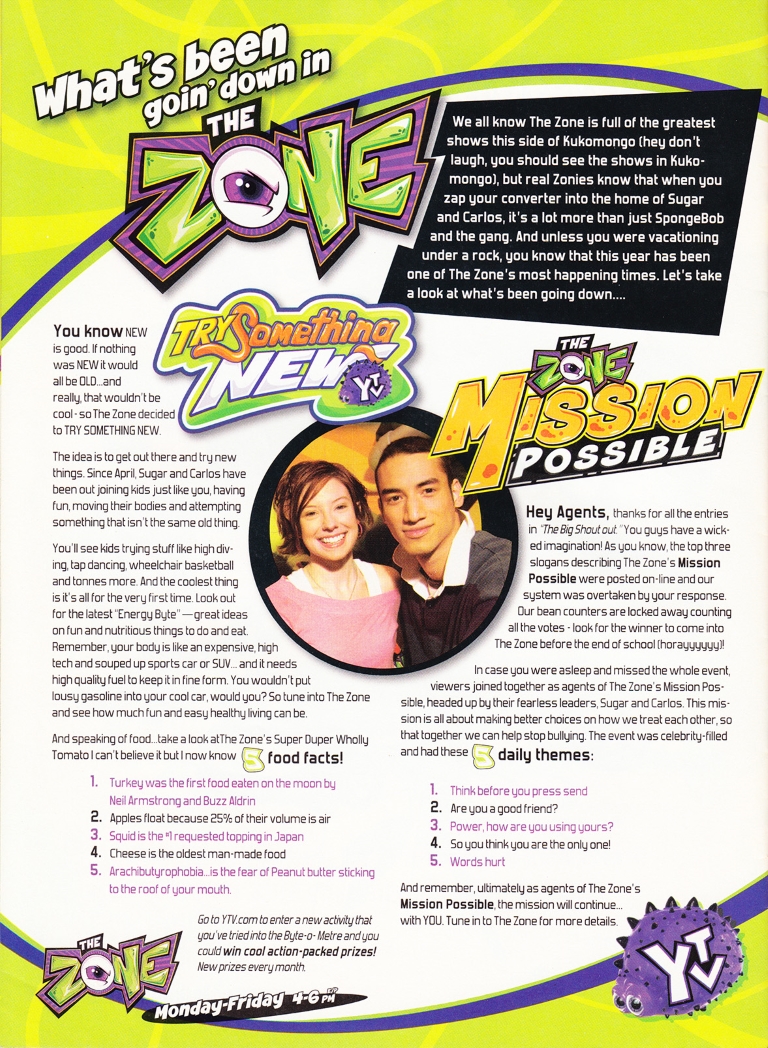 What's been
goin' down in
THE
ZONE
We all know The Zone is full of the greatest
shows this side of Kukomongo (hey don't
laugh, you should see the shows in Kuko-
mongo), but real Zonies know that when you
zap your converter into the home of Sugar
and Carlos, it's a lot more than just SpongeBob
and the gang. And unless you were vacationing
under a rock, you know that this year has been
one of The Zone's most happening times. Let's take
a look at what's been going down....
TRY Something
NEW
YTV
You know NEW
is good. If nothing
was NEW it would
all be OLD...and
really, that wouldn't be
cool - so The Zone decided
to TRY SOMETHING NEW.
The idea is to get out there and try new
things. Since April, Sugar and Carlos have
been out joining kids just like you, having
fun, moving their bodies and attempting
something that isn't the same old thing.
You'll see kids trying stuff like high div-
ing, tap dancing, wheelchair basketball
and tonnes more. And the coolest thing
is it's all for the very first time. Look out
for the latest "Energy Byte" — great ideas
on fun and nutritious things to do and eat.
Remember, your body is like an expensive, high
tech and souped up sports car or SUV... and it needs
high quality fuel to keep it in fine form. You wouldn't put
lousy gasoline into your cool car, would you? So tune into The Zone
and see how much fun and easy healthy living can be.
And speaking of food...take a look at The Zone's Super Duper Wholly
Tomato I can't believe it but I now know 5 food facts!
1. Turkey was the first food eaten on the moon by
Neil Armstrong and Buzz Aldrin
2. Apples float because 25% of their volume is air
3. Squid is the #1 requested topping in Japan
4. Cheese is the oldest man-made food
5. Arachibutyrophobia...is the fear of Peanut butter sticking
to the roof of your mouth.
Go to YTV.com to enter a new activity that
you've tried into the Byte-o- Metre and you
could win cool action-packed prizes!
New prizes every month.
THE
ZONE
Monday-Friday 4-6 PM EP
THE
ZONE
MISSION
POSSIBLE
Hey Agents, thanks for all the entries
in "The Big Shout out." You guys have a wick-
ed imagination! As you know, the top three
slogans describing The Zone's Mission
Possible were posted on-line and our
system was overtaken by your response.
Our bean counters are locked away counting
all the votes - look for the winner to come into
The Zone before the end of school (horayyyyyy)!
In case you were asleep and missed the whole event,
viewers joined together as agents of The Zone's Mission Pos-
sible, headed up by their fearless leaders, Sugar and Carlos. This mis-
sion is all about making better choices on how we treat each other, so
that together we can help stop bullying. The event was celebrity-filled
and had these 5 daily themes:
1. Think before you press send
2. Are you a good friend?
3. Power, how are you using yours?
4. So you think you are the only one!
5. Words hurt
And remember, ultimately as agents of The Zone's
Mission Possible, the mission will continue...
with YOU. Tune in to The Zone for more details.
YTV